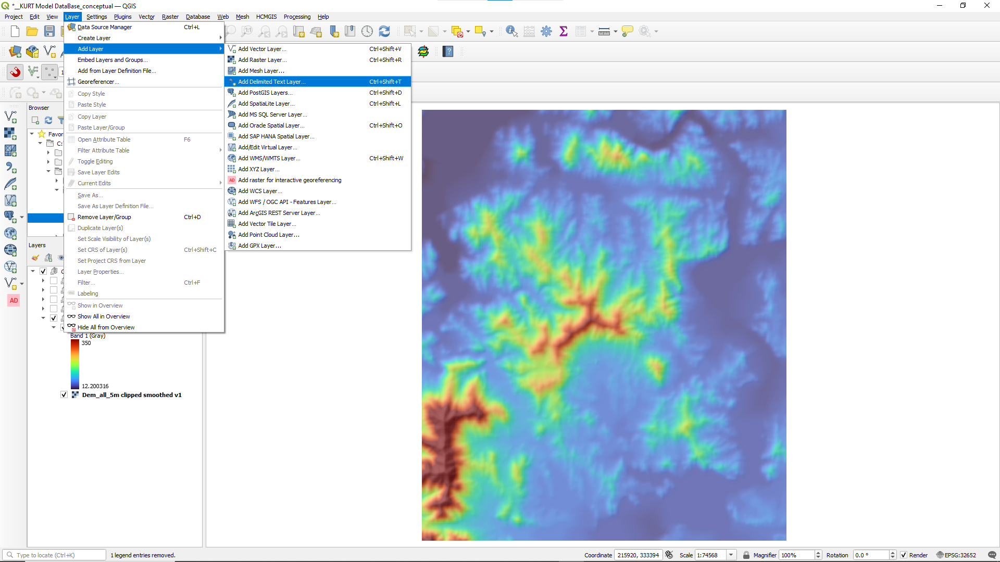 *__KURT Model DataBase_conceptual — QGIS
Project Edit View Layer Settings Plugins Vector Raster Database Web Mesh HCMGIS Processing Help
Data Source Manager Ctrl+L
Create Layer
Add Layer
Embed Layers and Groups...
Add from Layer Definition File...
Georeferencer...
Copy Style
Paste Style
Copy Layer
Paste Layer/Group
Open Attribute Table F6
Filter Attribute Table
Toggle Editing
Save Layer Edits
Current Edits
Save As...
Save As Layer Definition File...
Remove Layer/Group Ctrl+D
Duplicate Layer(s)
Set Scale Visibility of Layer(s)
Set CRS of Layer(s) Ctrl+Shift+C
Set Project CRS from Layer
Layer Properties...
Filter... Ctrl+F
Labeling
Show in Overview
Show All in Overview
Hide All from Overview
Add Vector Layer... Ctrl+Shift+V
Add Raster Layer... Ctrl+Shift+R
Add Mesh Layer...
Add Delimited Text Layer... Ctrl+Shift+T
Add PostGIS Layers... Ctrl+Shift+D
Add SpatiaLite Layer... Ctrl+Shift+L
Add MS SQL Server Layer...
Add Oracle Spatial Layer... Ctrl+Shift+O
Add SAP HANA Spatial Layer...
Add/Edit Virtual Layer...
Add WMS/WMTS Layer... Ctrl+Shift+W
Add XYZ Layer...
AD Add raster for interactive georeferencing
Add WCS Layer...
Add WFS / OGC API - Features Layer...
Add ArcGIS REST Server Layer...
Add Vector Tile Layer...
Add Point Cloud Layer...
Add GPX Layer...
Browser
Favor
C:
Layers
AD
Band 1 (Gray)
350
12.200316
Dem_all_5m clipped smoothed v1
Type to locate (Ctrl+K) 1 legend entries removed. Coordinate 215920, 333394 Scale 1:74568 Magnifier 100% Rotation 0.0 ° Render EPSG:32652